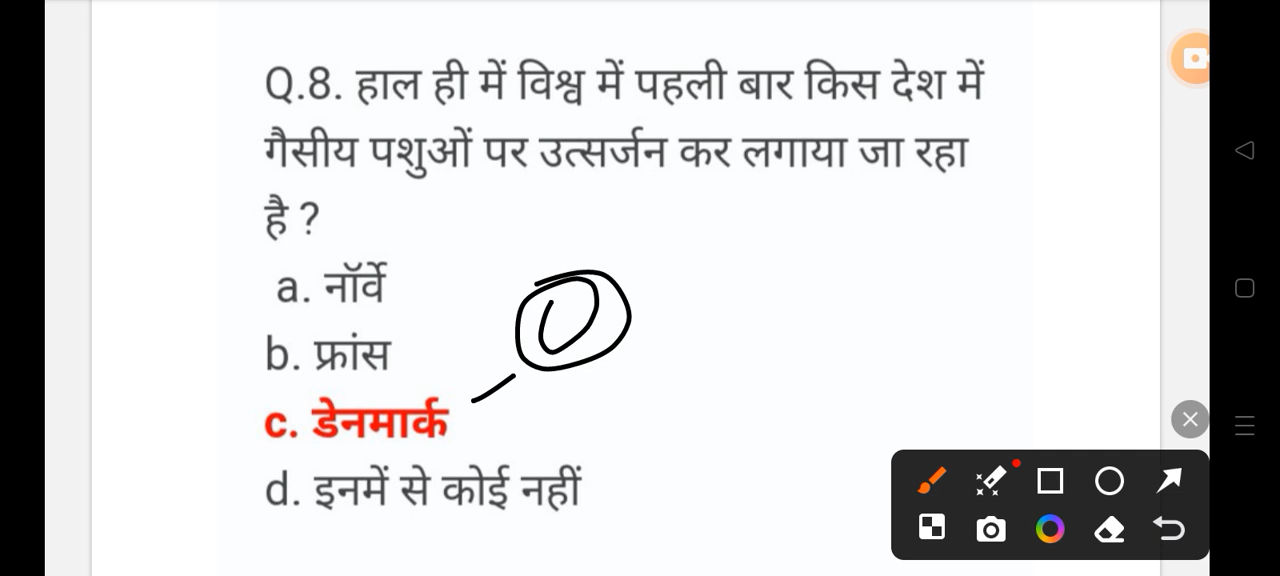 Q.8. हाल ही में विश्व में पहली बार किस देश में
गैसीय पशुओं पर उत्सर्जन कर लगाया जा रहा
है ?
a. नॉर्वे
b. फ्रांस
c. डेनमार्क
d. इनमें से कोई नहीं